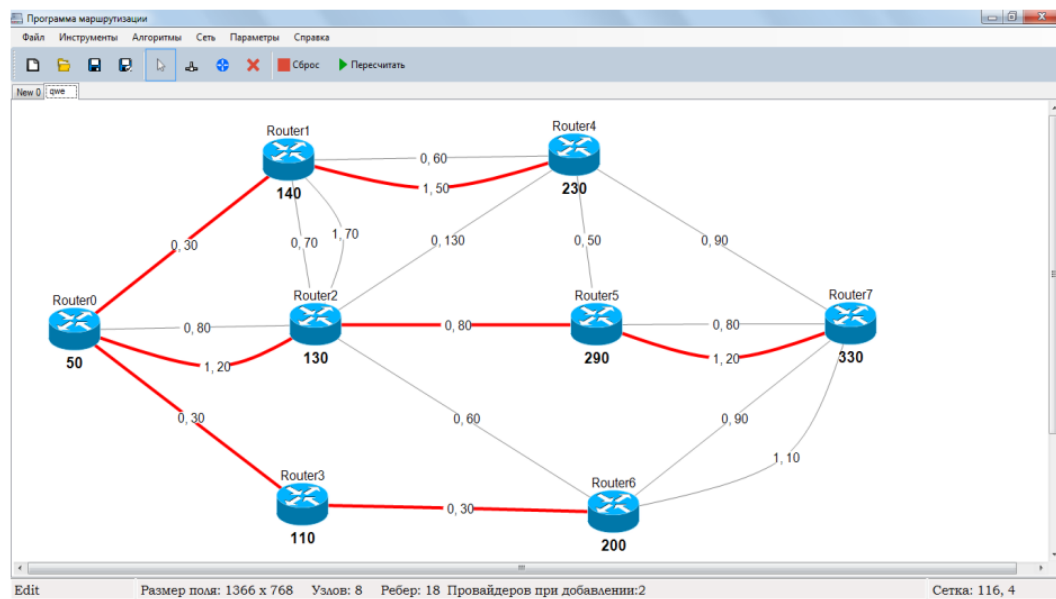 Программа маршрутизации
Файл Инструменты Алгоритмы Сеть Параметры Справка
Сброс Пересчитать
New 0 qwe
Router1
140
Router4
230
0, 60
1, 50
0, 30
0, 70
1, 70
0, 130
0, 50
0, 90
Router0
50
Router2
130
Router5
290
Router7
330
0, 80
1, 20
0, 80
0, 80
1, 20
0, 30
0, 60
0, 90
1, 10
Router3
110
0, 30
Router6
200
Edit Размер поля: 1366 x 768 Узлов: 8 Ребер: 18 Провайдеров при добавлении:2 Сетка: 116, 4